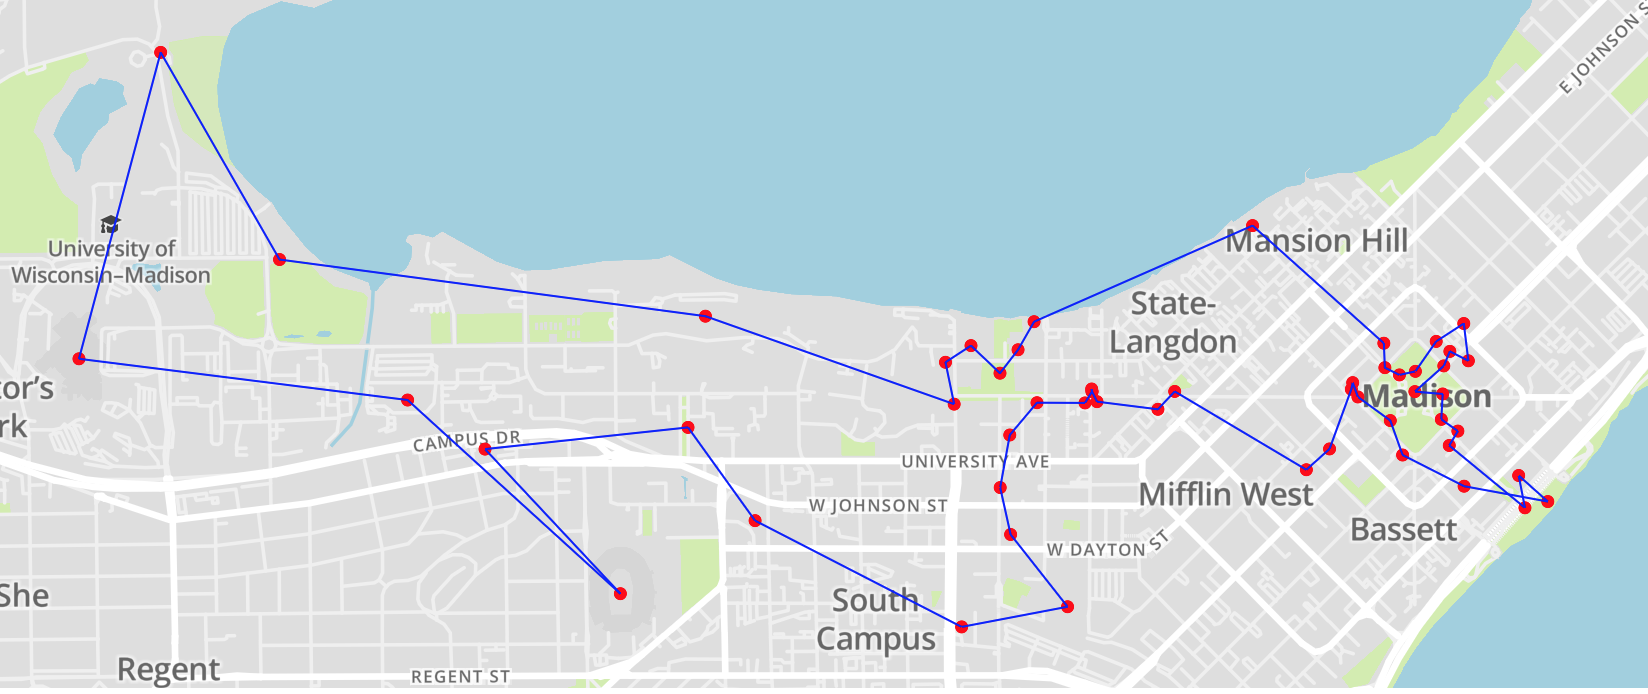 E JOHNSON S
University of
Wisconsin–Madison
Mansion Hill
State-
Langdon
tor's
rk
Madison
CAMPUS DR
UNIVERSITY AVE
W JOHNSON ST
Mifflin West
Bassett
W DAYTON ST
She
South
Campus
Regent
REGENT ST